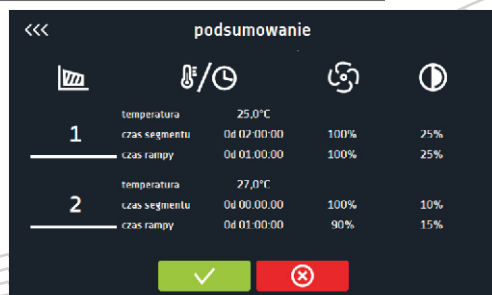 <<< podsumowanie
1
temperatura 25,0°C
czas segmentu 0d 02:00:00 100% 25%
czas rampy 0d 01:00:00 100% 25%
2
temperatura 27,0°C
czas segmentu 0d 00:00:00 100% 10%
czas rampy 0d 01:00:00 90% 15%